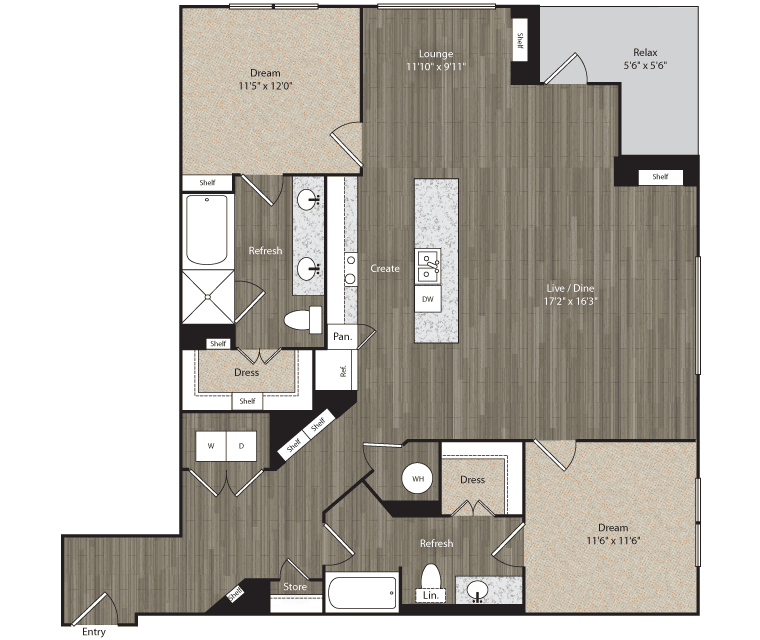 Lounge
11'10" x 9'11"
Shelf
Relax
5'6" x 5'6"
Dream
11'5" x 12'0"
Shelf
Shelf
Refresh
Create
DW
Live / Dine
17'2" x 16'3"
Pan.
Shelf
Ref.
Dress
Shelf
Shelf
Shelf
W
D
WH
Dress
Dream
11'6" x 11'6"
Refresh
Store
Shelf
Lin.
Entry